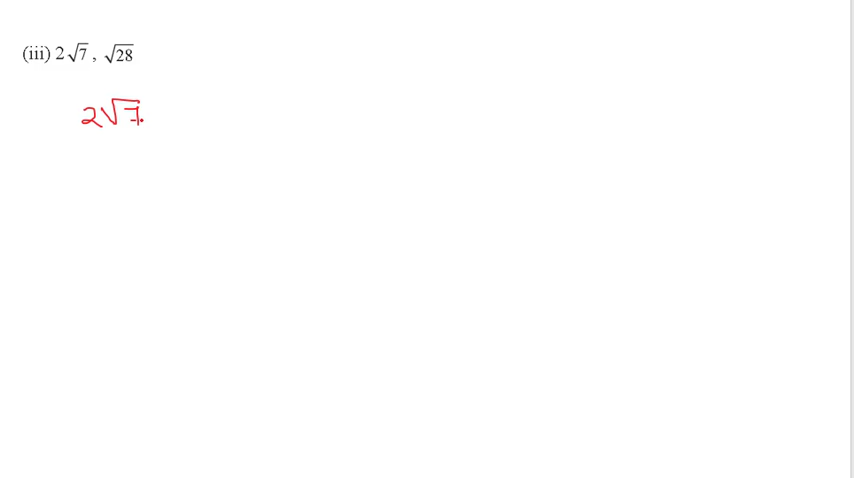 (iii) 2√7 , √28
2√7